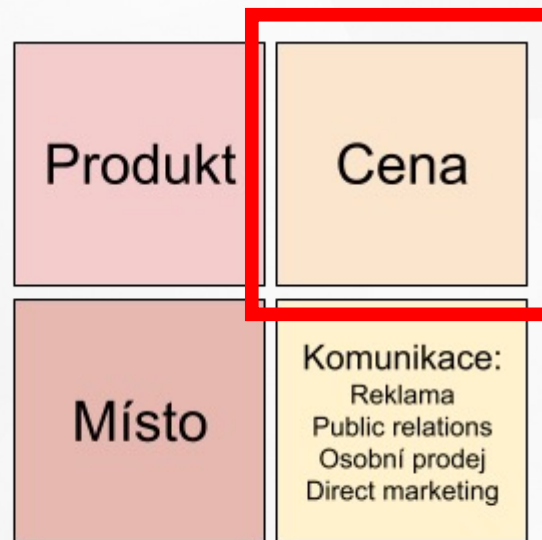 Produkt
Cena
Místo
Komunikace:
Reklama
Public relations
Osobní prodej
Direct marketing